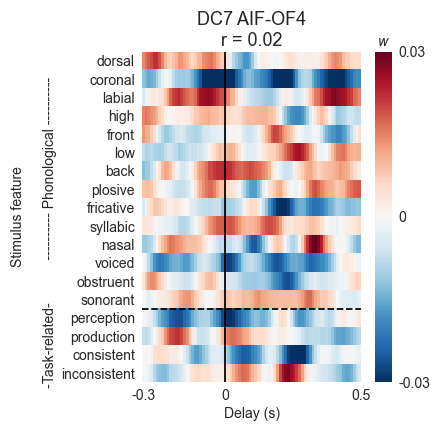 DC7 AIF-OF4
r = 0.02
w
dorsal
coronal
labial
high
front
low
back
plosive
fricative
syllabic
nasal
voiced
obstruent
sonorant
perception
production
consistent
inconsistent
Stimulus feature
---------- Phonological ----------
-Task-related-
0.03
0
-0.03
-0.3 0 0.5
Delay (s)